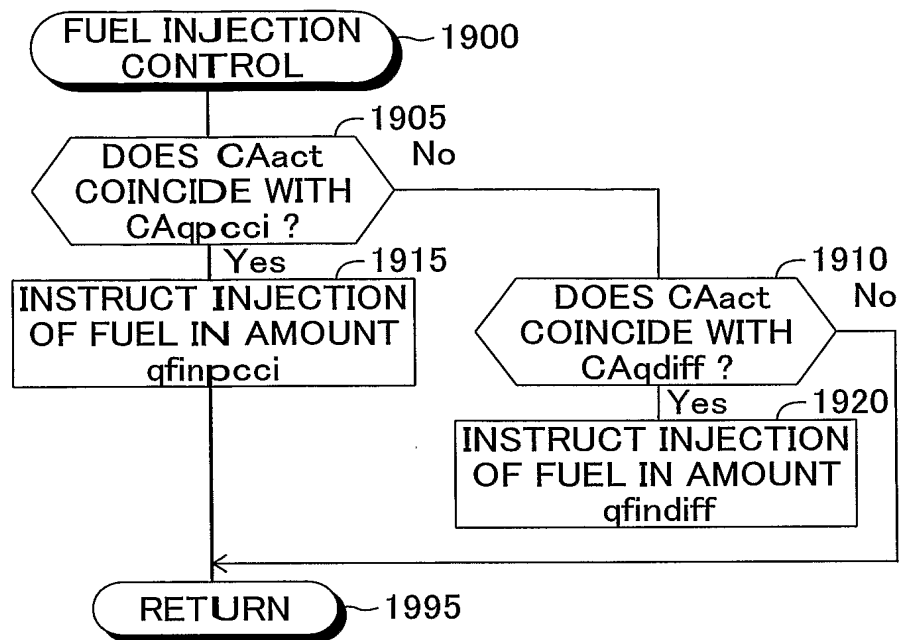 FUEL INJECTION
CONTROL
1900
1905
DOES CAact
COINCIDE WITH
CAqpcci ?
No
Yes
1915
INSTRUCT INJECTION
OF FUEL IN AMOUNT
qfinpcci
1910
DOES CAact
COINCIDE WITH
CAqdiff ?
No
Yes
1920
INSTRUCT INJECTION
OF FUEL IN AMOUNT
qfindiff
RETURN
1995